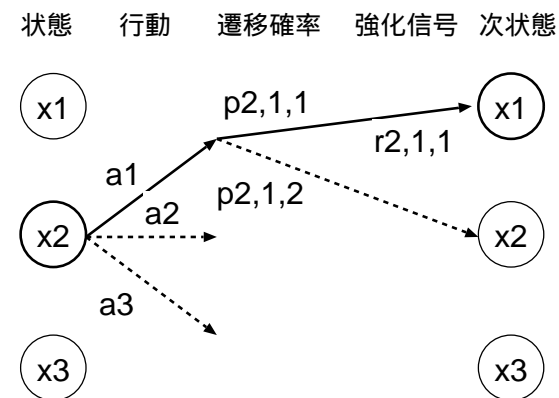 状態 行動 遷移確率 強化信号 次状態
x1 p2,1,1 x1
r2,1,1
a1
p2,1,2
a2
x2 x2
a3
x3 x3